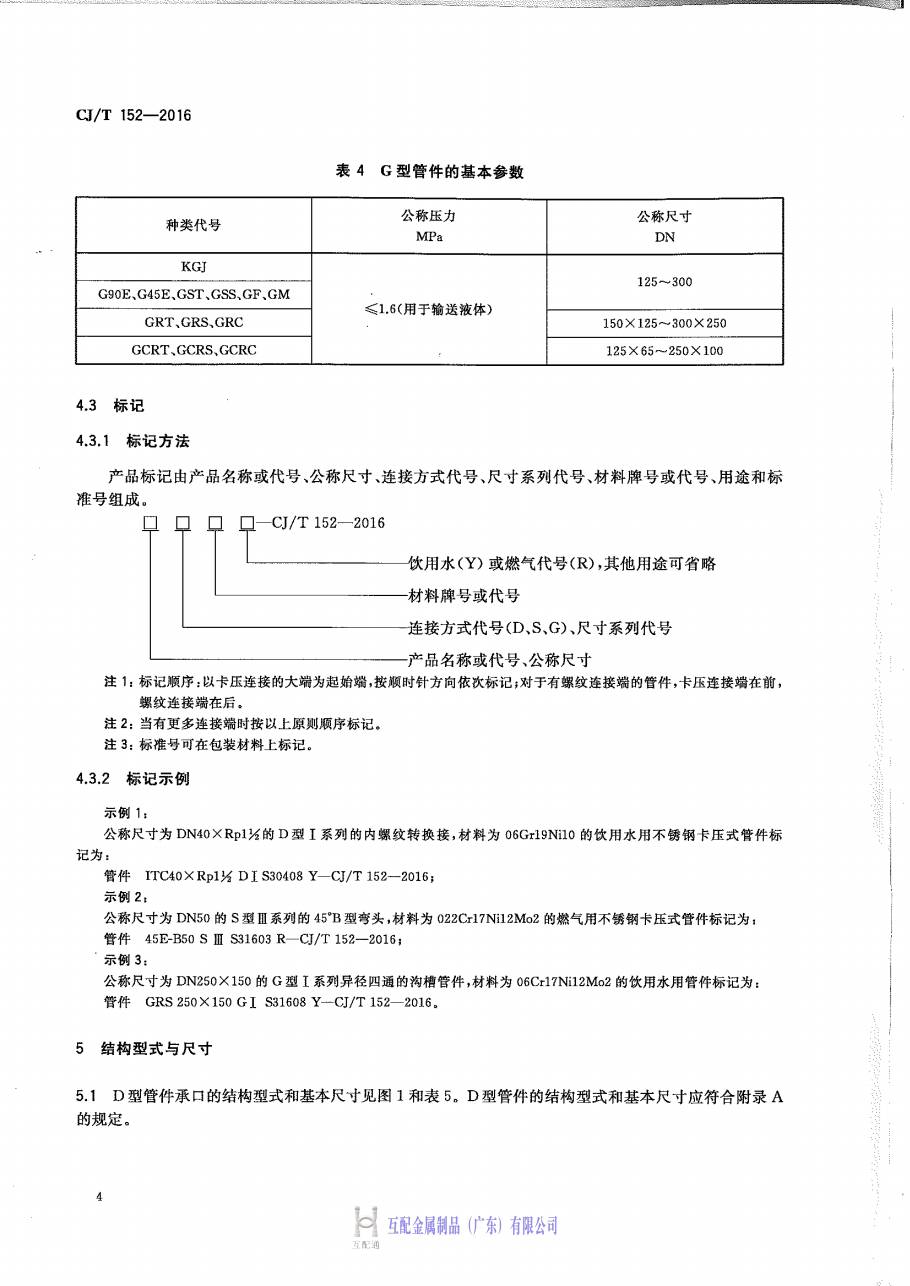 CJ/T 152—2016
表 4　G 型管件的基本参数
种类代号
公称压力
MPa
公称尺寸
DN
KGJ
G90E、G45E、GST、GSS、GF、GM
GRT、GRS、GRC
GCRT、GCRS、GCRC
≤1.6(用于输送液体)
125～300
150×125～300×250
125×65～250×100
4.3　标记
4.3.1　标记方法
产品标记由产品名称或代号、公称尺寸、连接方式代号、尺寸系列代号、材料牌号或代号、用途和标
准号组成。
□ □ □ □—CJ/T 152—2016
饮用水(Y) 或燃气代号(R),其他用途可省略
材料牌号或代号
连接方式代号(D、S、G)、尺寸系列代号
产品名称或代号、公称尺寸
注 1: 标记顺序:以卡压连接的大端为起始端,按顺时针方向依次标记;对于有螺纹连接端的管件,卡压连接端在前,
螺纹连接端在后。
注 2: 当有更多连接端时按以上原则顺序标记。
注 3: 标准号可在包装材料上标记。
4.3.2　标记示例
示例 1:
公称尺寸为 DN40×Rp1½的 D 型 Ⅰ 系列的内螺纹转换接,材料为 06Gr19Ni10 的饮用水用不锈钢卡压式管件标
记为:
管件　ITC40×Rp1½ DⅠ S30408 Y—CJ/T 152—2016;
示例 2:
公称尺寸为 DN50 的 S 型Ⅲ系列的 45°B 型弯头,材料为 022Cr17Ni12Mo2 的燃气用不锈钢卡压式管件标记为:
管件　45E-B50 S Ⅲ S31603 R—CJ/T 152—2016;
示例 3:
公称尺寸为 DN250×150 的 G 型 Ⅰ 系列异径四通的沟槽管件,材料为 06Cr17Ni12Mo2 的饮用水用管件标记为:
管件　GRS 250×150 GⅠ S31608 Y—CJ/T 152—2016。
5　结构型式与尺寸
5.1　D 型管件承口的结构型式和基本尺寸见图 1 和表 5。D 型管件的结构型式和基本尺寸应符合附录 A
的规定。
4
互配金属制品（广东）有限公司
互配通